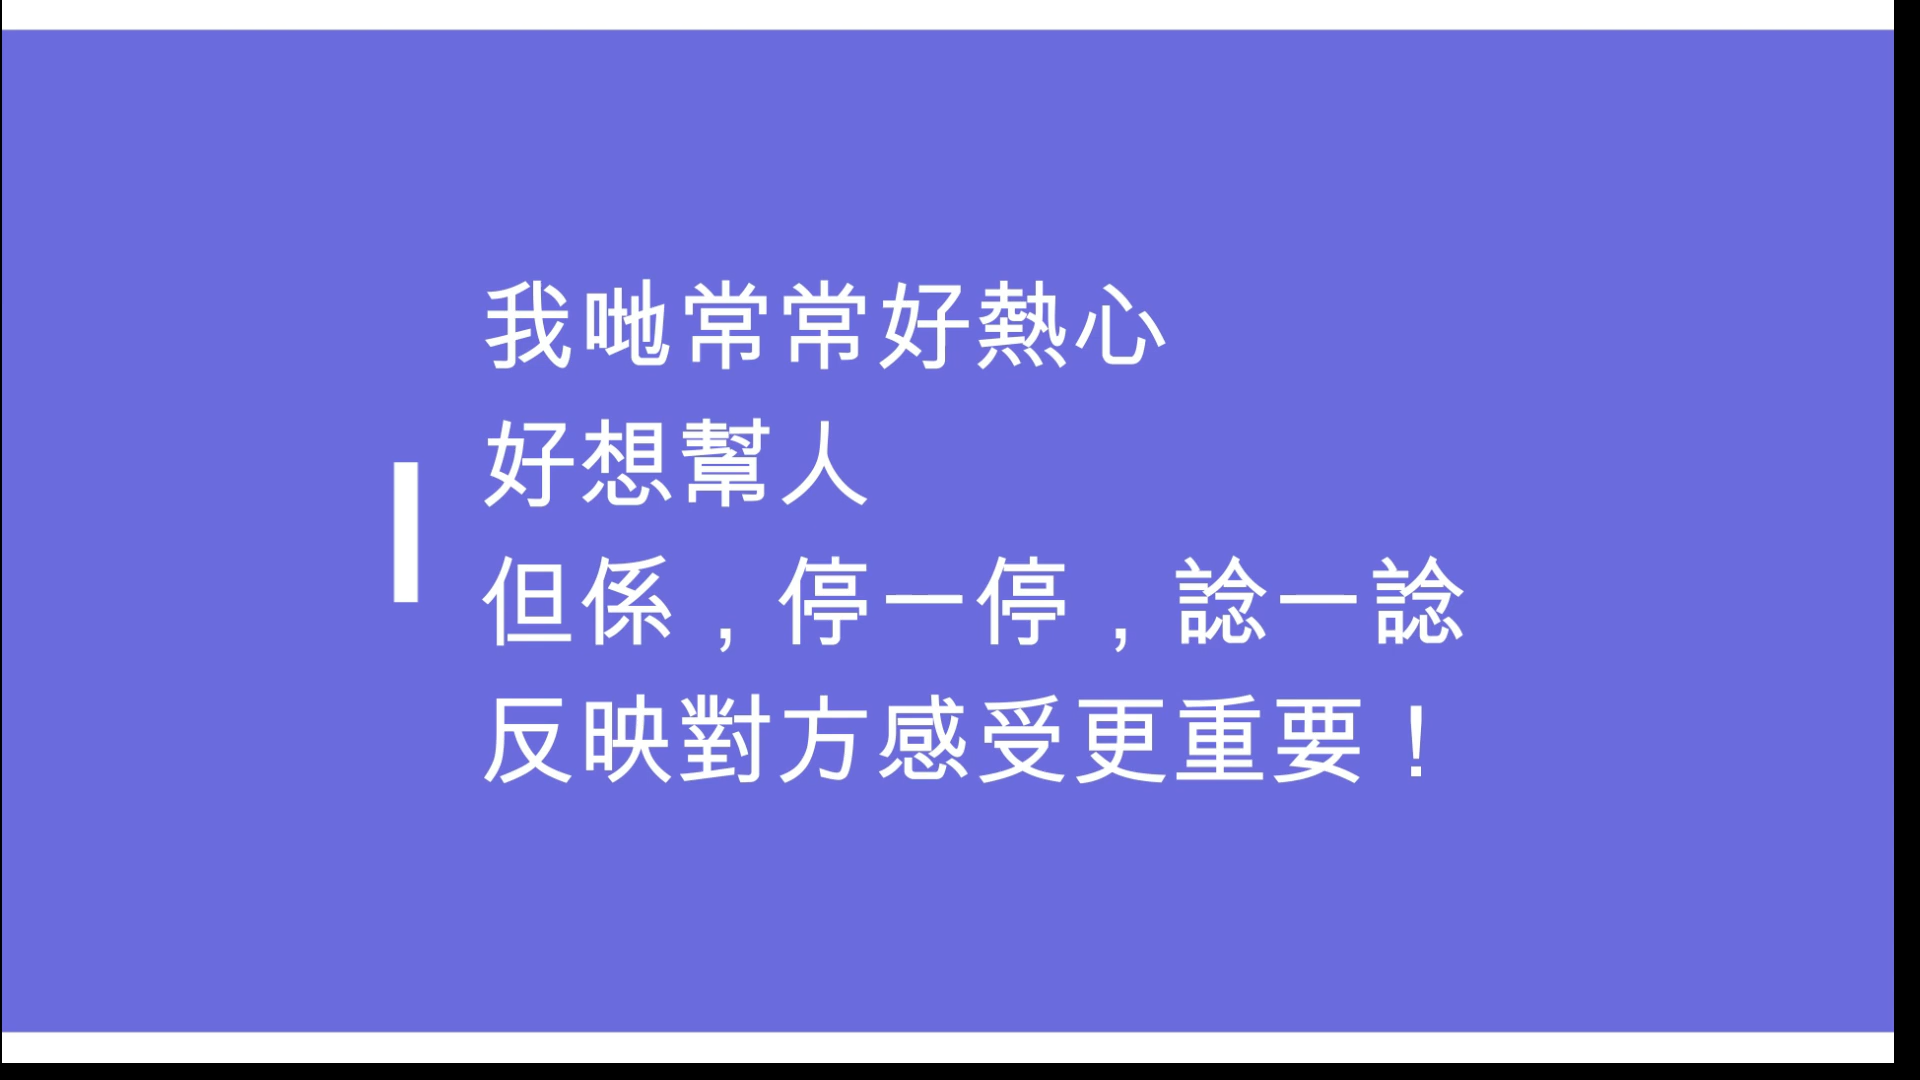 我哋常常好熱心
好想幫人
但係，停一停，諗一諗
反映對方感受更重要！